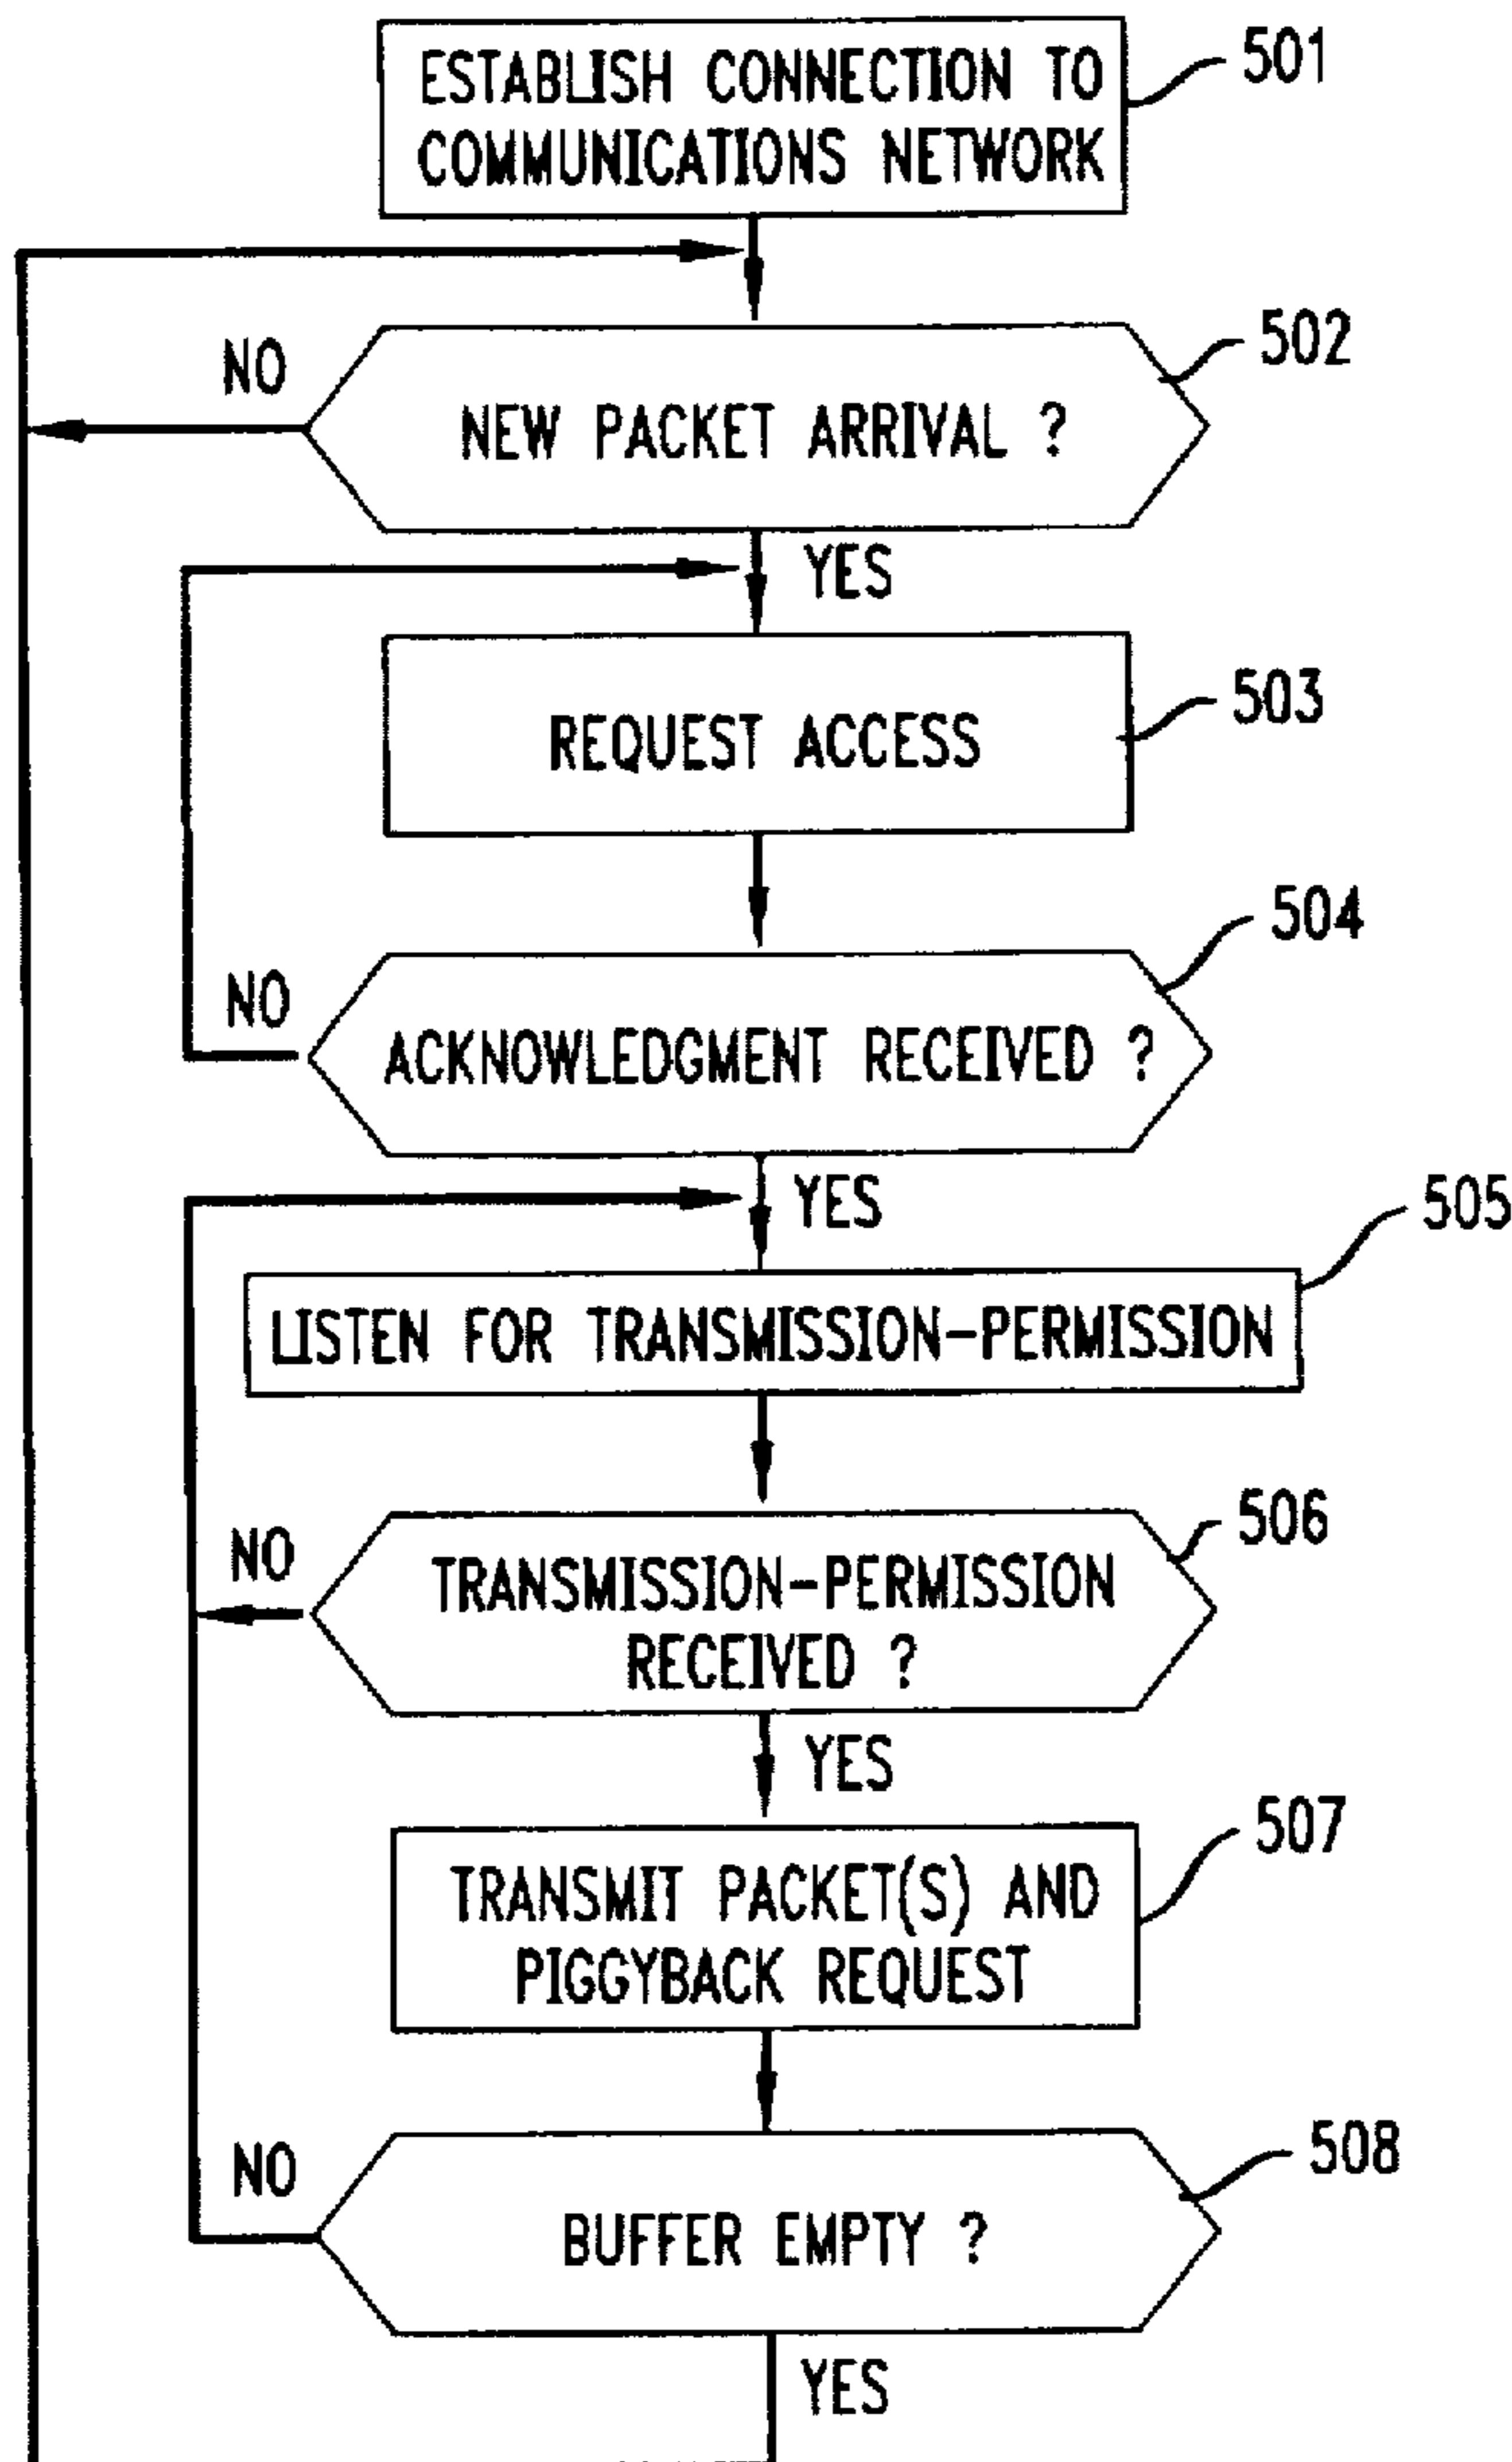 ESTABLISH CONNECTION TO
COMMUNICATIONS NETWORK
501
NO
NEW PACKET ARRIVAL ?
502
YES
REQUEST ACCESS
503
NO
ACKNOWLEDGMENT RECEIVED ?
504
YES
LISTEN FOR TRANSMISSION-PERMISSION
505
NO
TRANSMISSION-PERMISSION
RECEIVED ?
506
YES
TRANSMIT PACKET(S) AND
PIGGYBACK REQUEST
507
NO
BUFFER EMPTY ?
508
YES